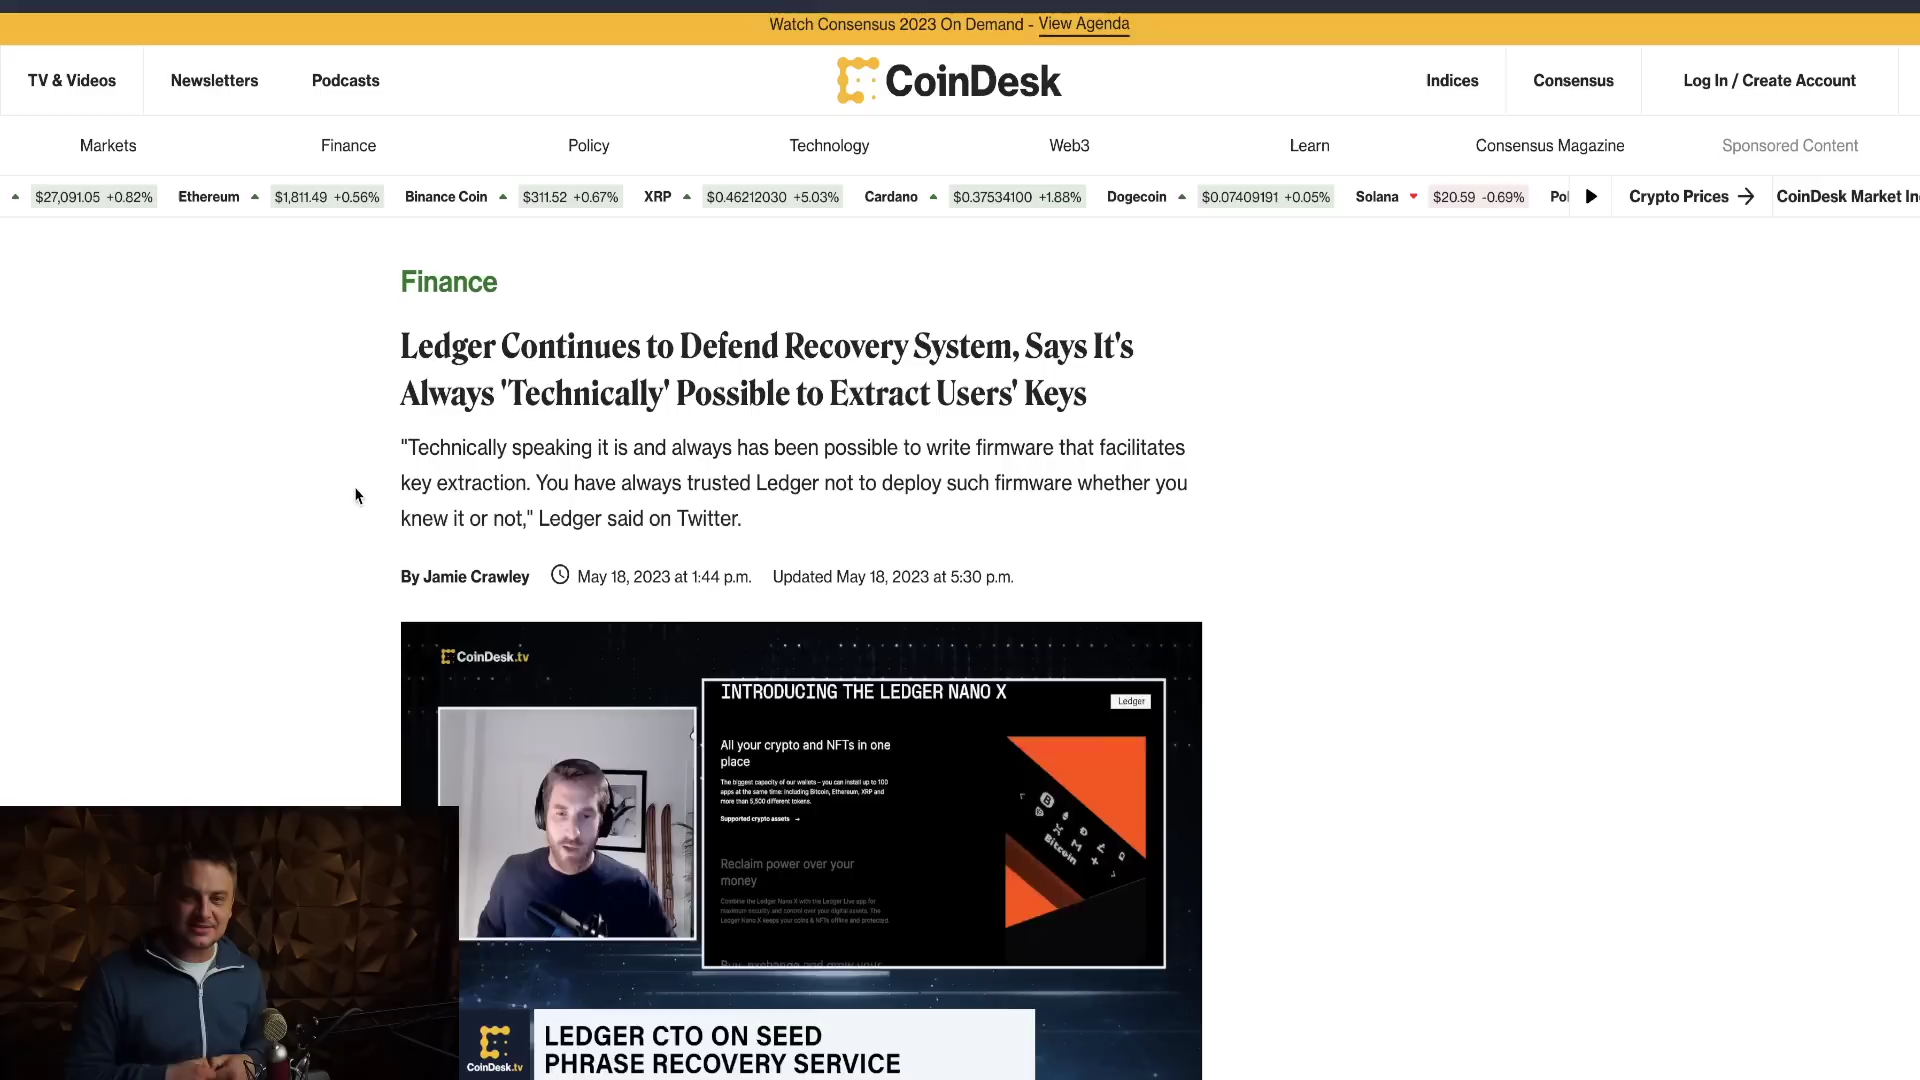 Watch Consensus 2023 On Demand - View Agenda
TV & Videos Newsletters Podcasts CoinDesk Indices Consensus Log In / Create Account
Markets Finance Policy Technology Web3 Learn Consensus Magazine Sponsored Content
$27,091.05 +0.82% Ethereum $1,811.49 +0.56% Binance Coin $311.52 +0.67% XRP $0.46212030 +5.03% Cardano $0.37534100 +1.88% Dogecoin $0.07409191 +0.05% Solana $20.59 -0.69% Pol Crypto Prices → CoinDesk Market In
Finance
Ledger Continues to Defend Recovery System, Says It's
Always 'Technically' Possible to Extract Users' Keys
"Technically speaking it is and always has been possible to write firmware that facilitates
key extraction. You have always trusted Ledger not to deploy such firmware whether you
knew it or not," Ledger said on Twitter.
By Jamie Crawley May 18, 2023 at 1:44 p.m. Updated May 18, 2023 at 5:30 p.m.
CoinDesk.tv
INTRODUCING THE LEDGER NANO X
Ledger
All your crypto and NFTs in one
place
The biggest capacity of our wallets – you can install up to 100
apps at the same time: including Bitcoin, Ethereum, XRP and
more than 5,500 different tokens.
Supported crypto assets →
Bitcoin
Reclaim power over your
money
Combine the Ledger Nano X with the Ledger Live app for
maximum security and control over your digital assets. The
Ledger Nano X keeps your coins & NFTs offline and protected.
Buy, exchange and grow your
LEDGER CTO ON SEED
PHRASE RECOVERY SERVICE
CoinDesk.tv